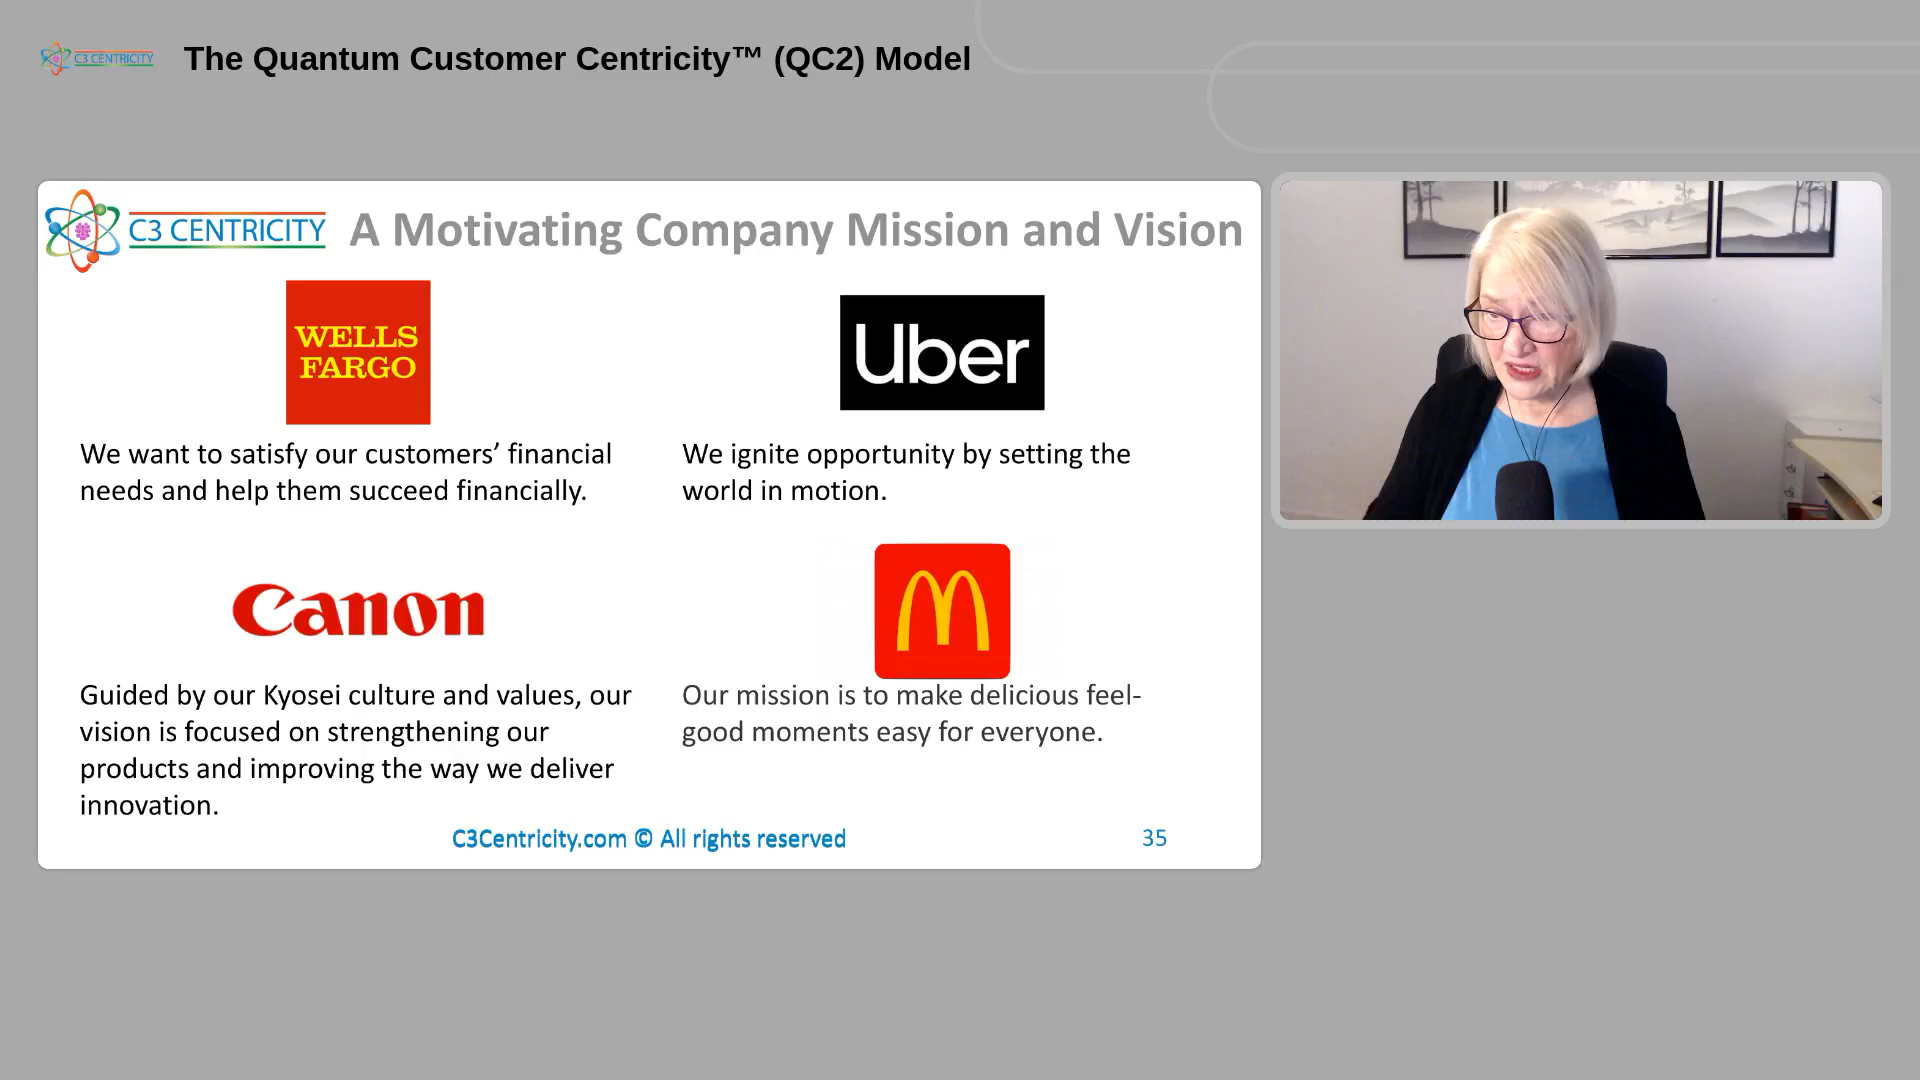 C3 CENTRICITY
The Quantum Customer Centricity™ (QC2) Model
C3 CENTRICITY
A Motivating Company Mission and Vision
WELLS
FARGO
We want to satisfy our customers’ financial
needs and help them succeed financially.
Uber
We ignite opportunity by setting the
world in motion.
Canon
Guided by our Kyosei culture and values, our
vision is focused on strengthening our
products and improving the way we deliver
innovation.
M
Our mission is to make delicious feel-
good moments easy for everyone.
C3Centricity.com © All rights reserved
35